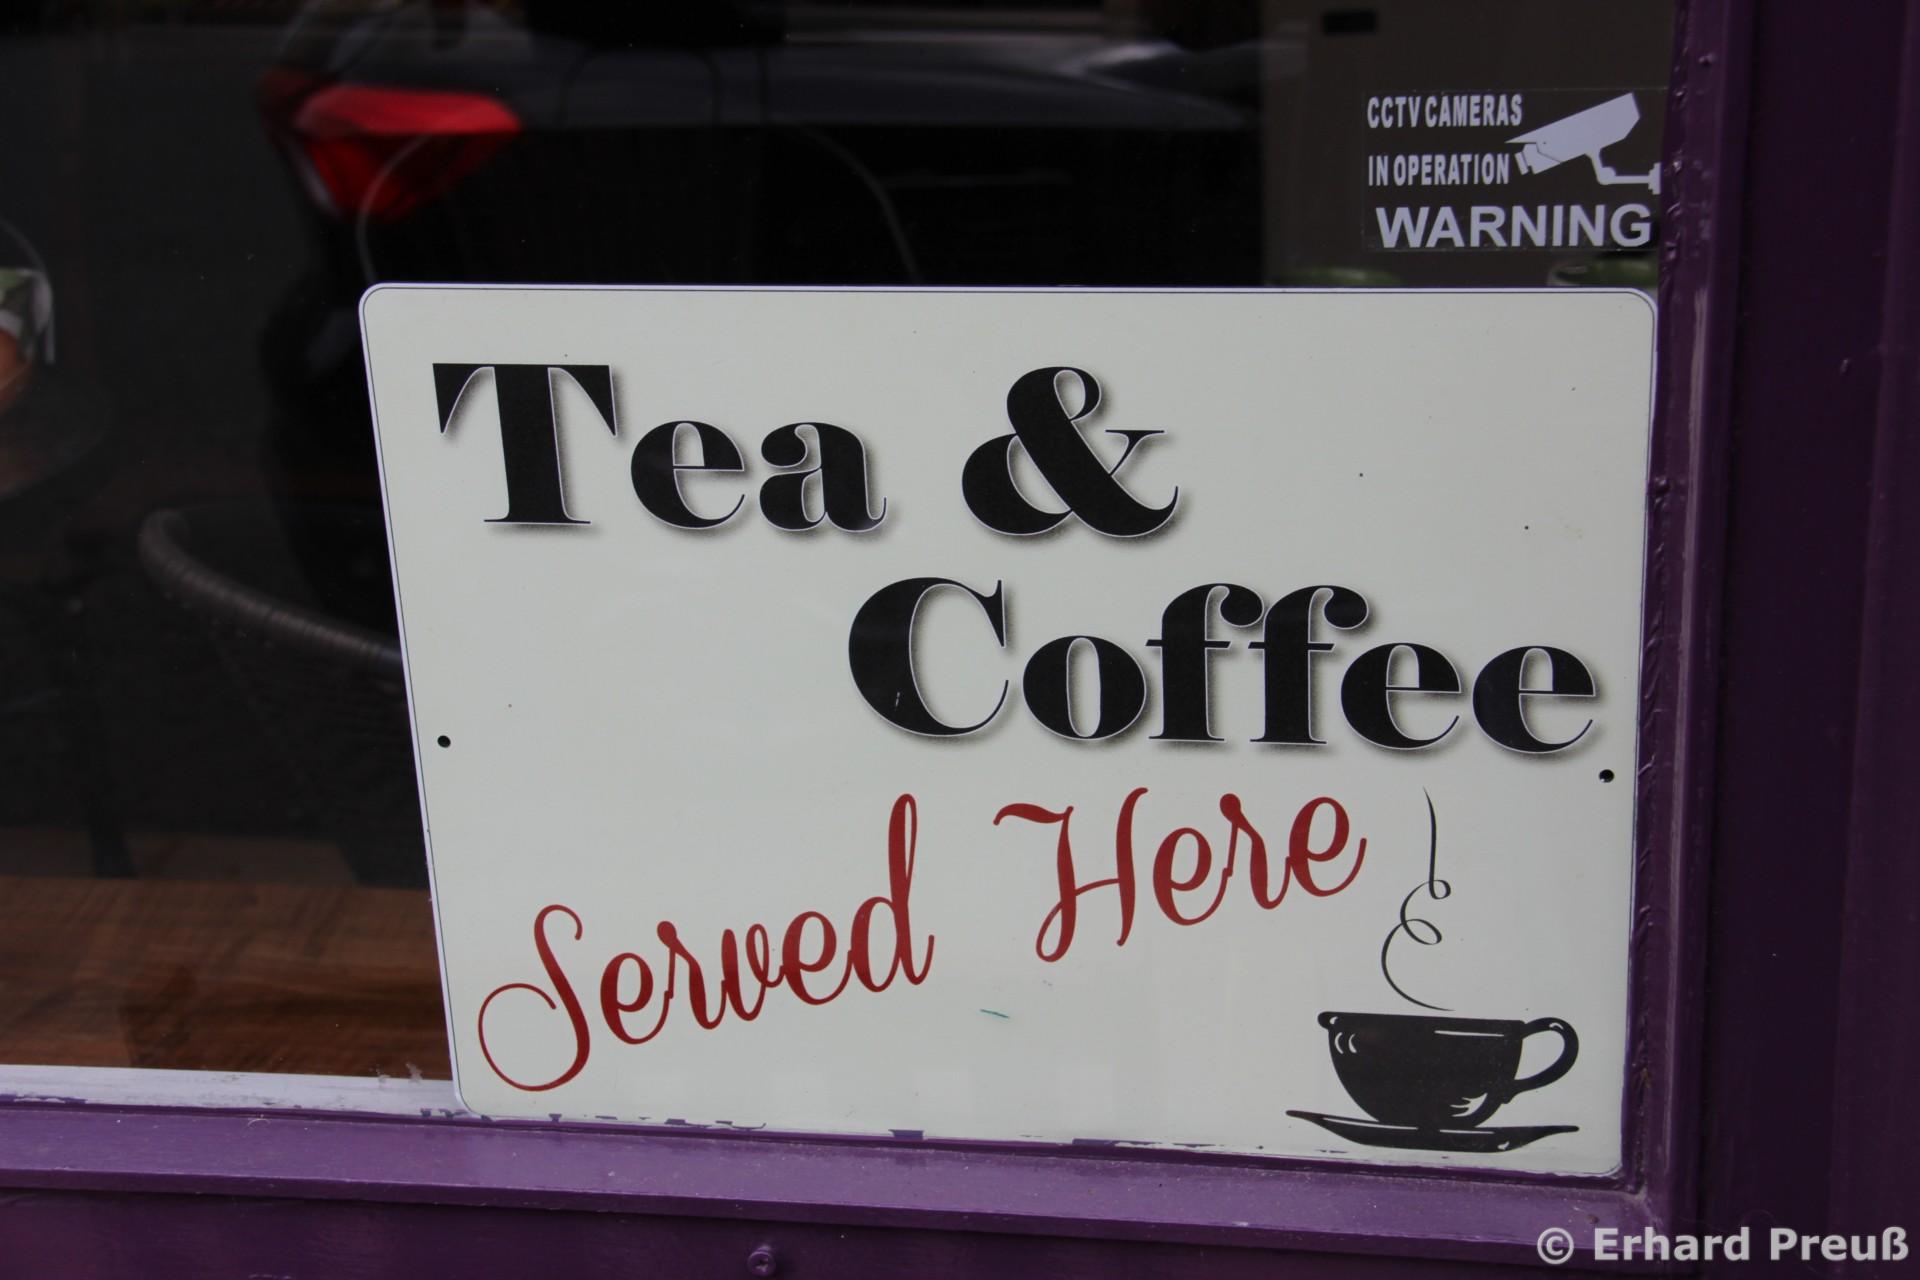 CCTV CAMERAS
IN OPERATION
WARNING
Tea &
Coffee
Served Here
© Erhard Preuß